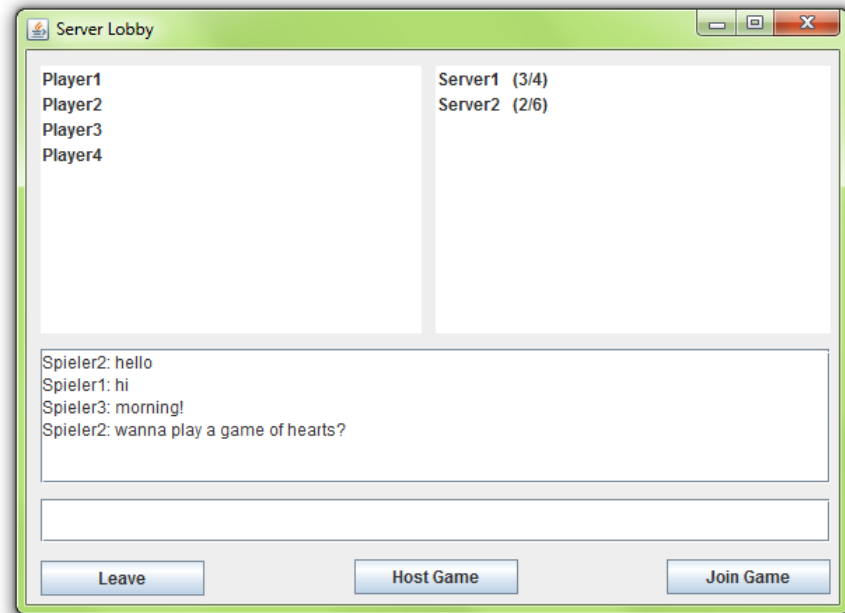 Server Lobby
Player1
Player2
Player3
Player4
Server1 (3/4)
Server2 (2/6)
Spieler2: hello
Spieler1: hi
Spieler3: morning!
Spieler2: wanna play a game of hearts?
Leave
Host Game
Join Game